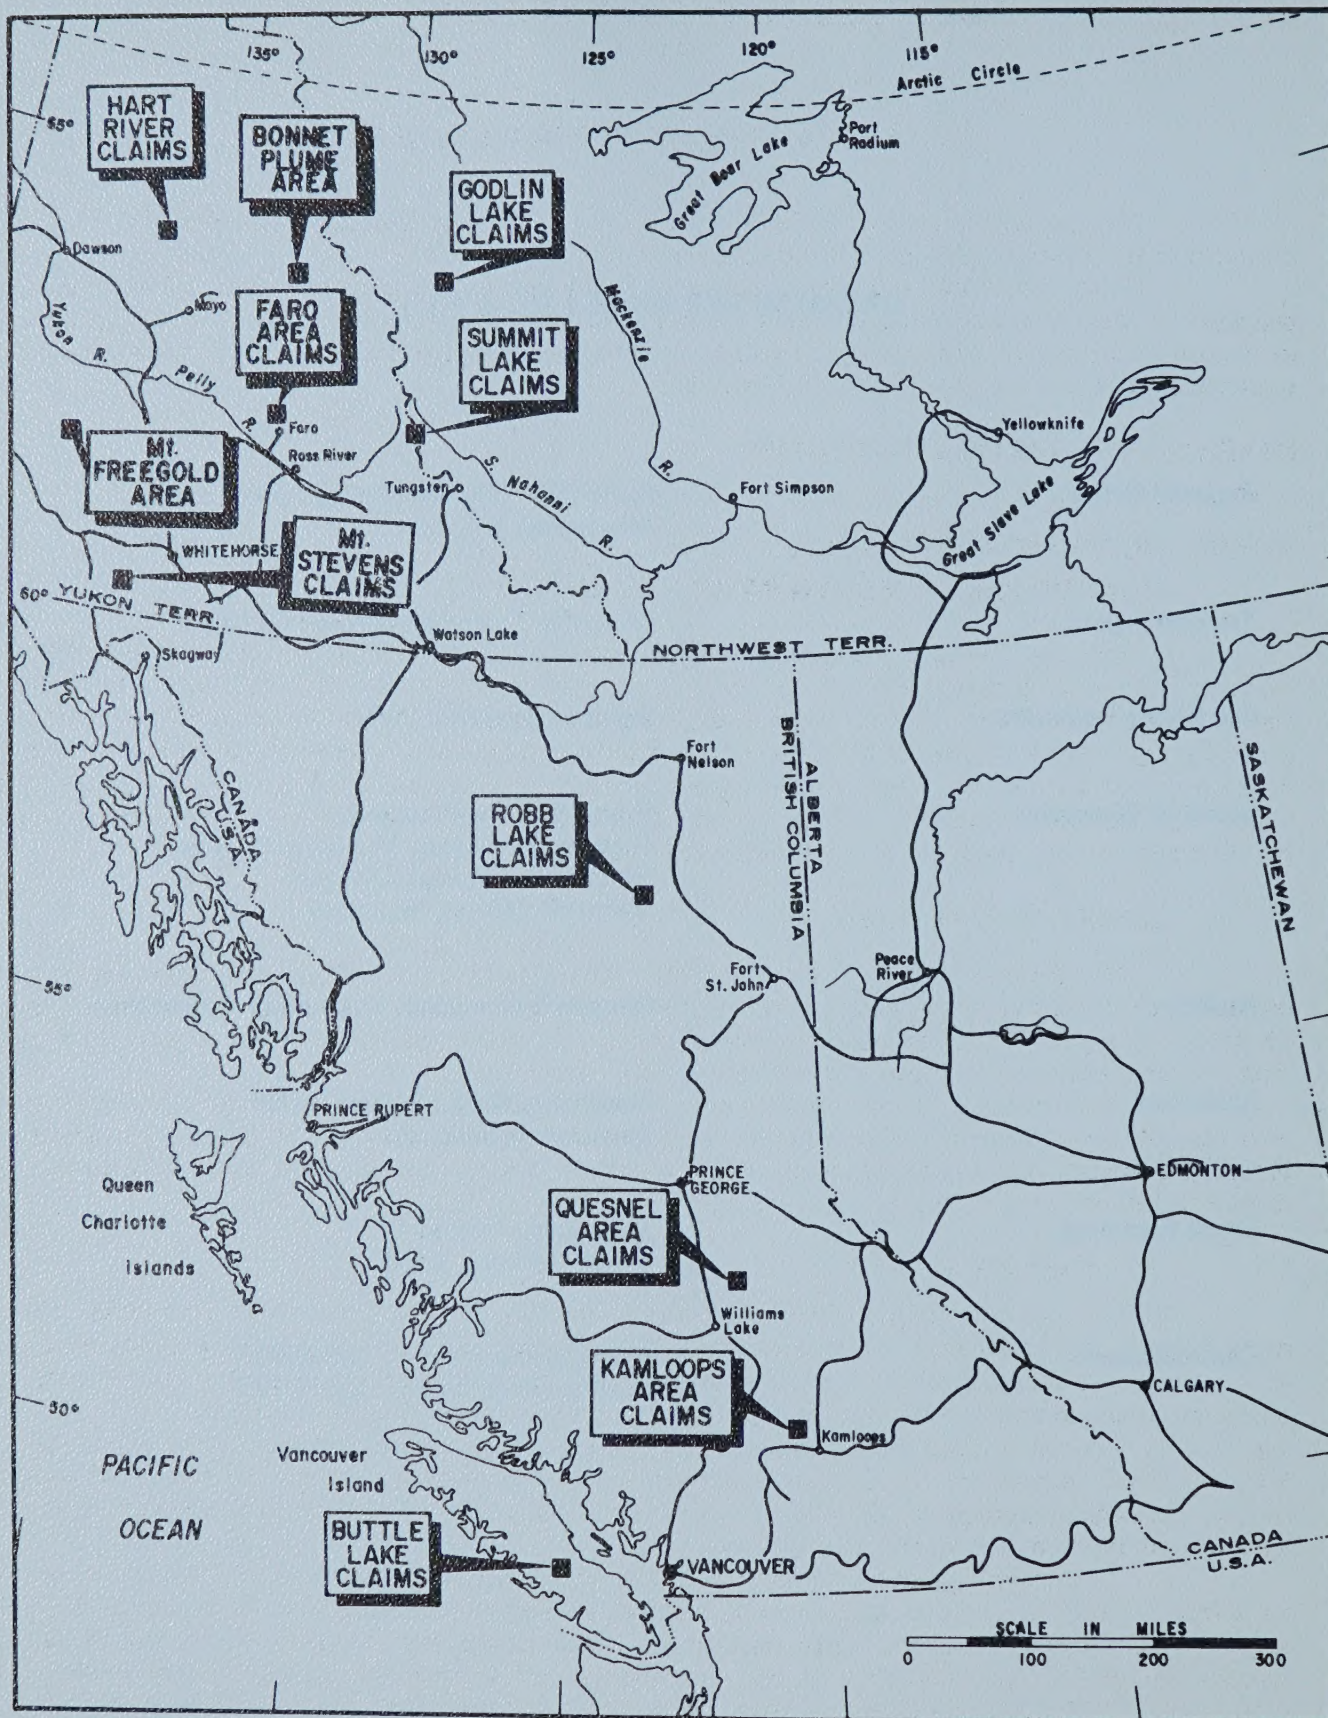 135°
130°
125°
120°
115°
Arctic Circle
65°
HART
RIVER
CLAIMS
BONNET
PLUME
AREA
GODLIN
LAKE
CLAIMS
Great Bear Lake
Port
Radium
Dawson
Mayo
Yukon
R.
Pelly
R.
FARO
AREA
CLAIMS
SUMMIT
LAKE
CLAIMS
Mackenzie
R.
Faro
Ross River
Mt.
FREEGOLD
AREA
Tungsten
S. Nahanni
R.
Fort Simpson
Yellowknife
Great Slave Lake
WHITEHORSE
Mt.
STEVENS
CLAIMS
60°
YUKON TERR.
Watson Lake
NORTHWEST TERR.
Skagway
CANADA
U.S.A.
Fort
Nelson
BRITISH COLUMBIA
ALBERTA
SASKATCHEWAN
ROBB
LAKE
CLAIMS
55°
Fort
St. John
Peace
River
PRINCE RUPERT
Queen
Charlotte
Islands
PRINCE
GEORGE
EDMONTON
QUESNEL
AREA
CLAIMS
Williams
Lake
KAMLOOPS
AREA
CLAIMS
CALGARY
Kamloops
50°
PACIFIC
OCEAN
Vancouver
Island
BUTTLE
LAKE
CLAIMS
VANCOUVER
CANADA
U.S.A.
SCALE IN MILES
0 100 200 300